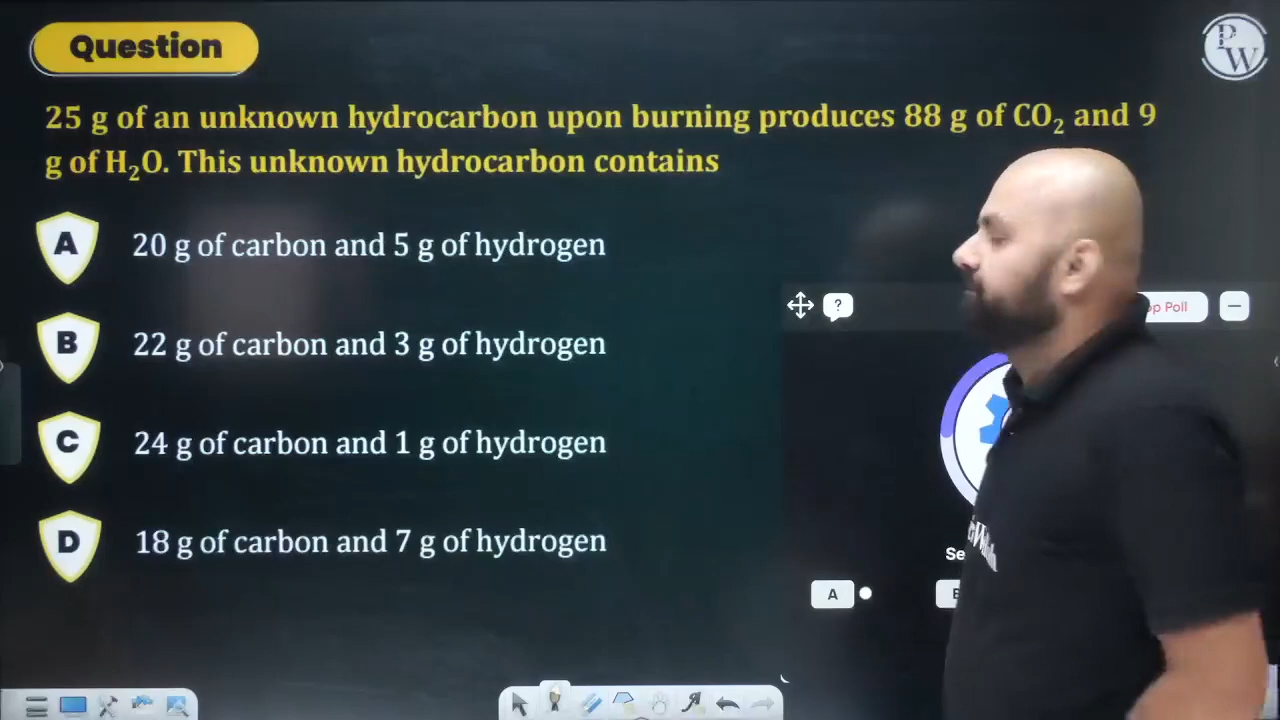 Question
PW
25 g of an unknown hydrocarbon upon burning produces 88 g of CO₂ and 9
g of H₂O. This unknown hydrocarbon contains
A 20 g of carbon and 5 g of hydrogen
B 22 g of carbon and 3 g of hydrogen
C 24 g of carbon and 1 g of hydrogen
D 18 g of carbon and 7 g of hydrogen
?
Poll
A